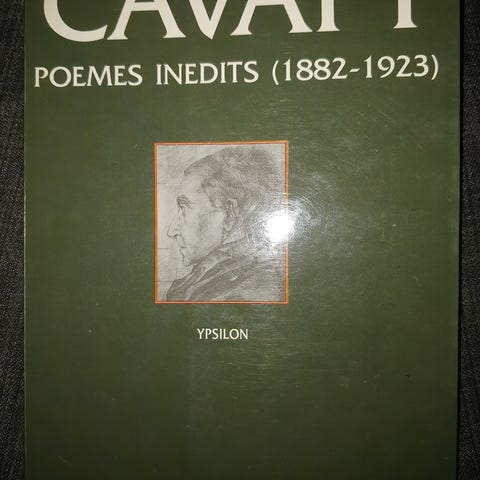 CAVAFY
POEMES INEDITS (1882-1923)
YPSILON